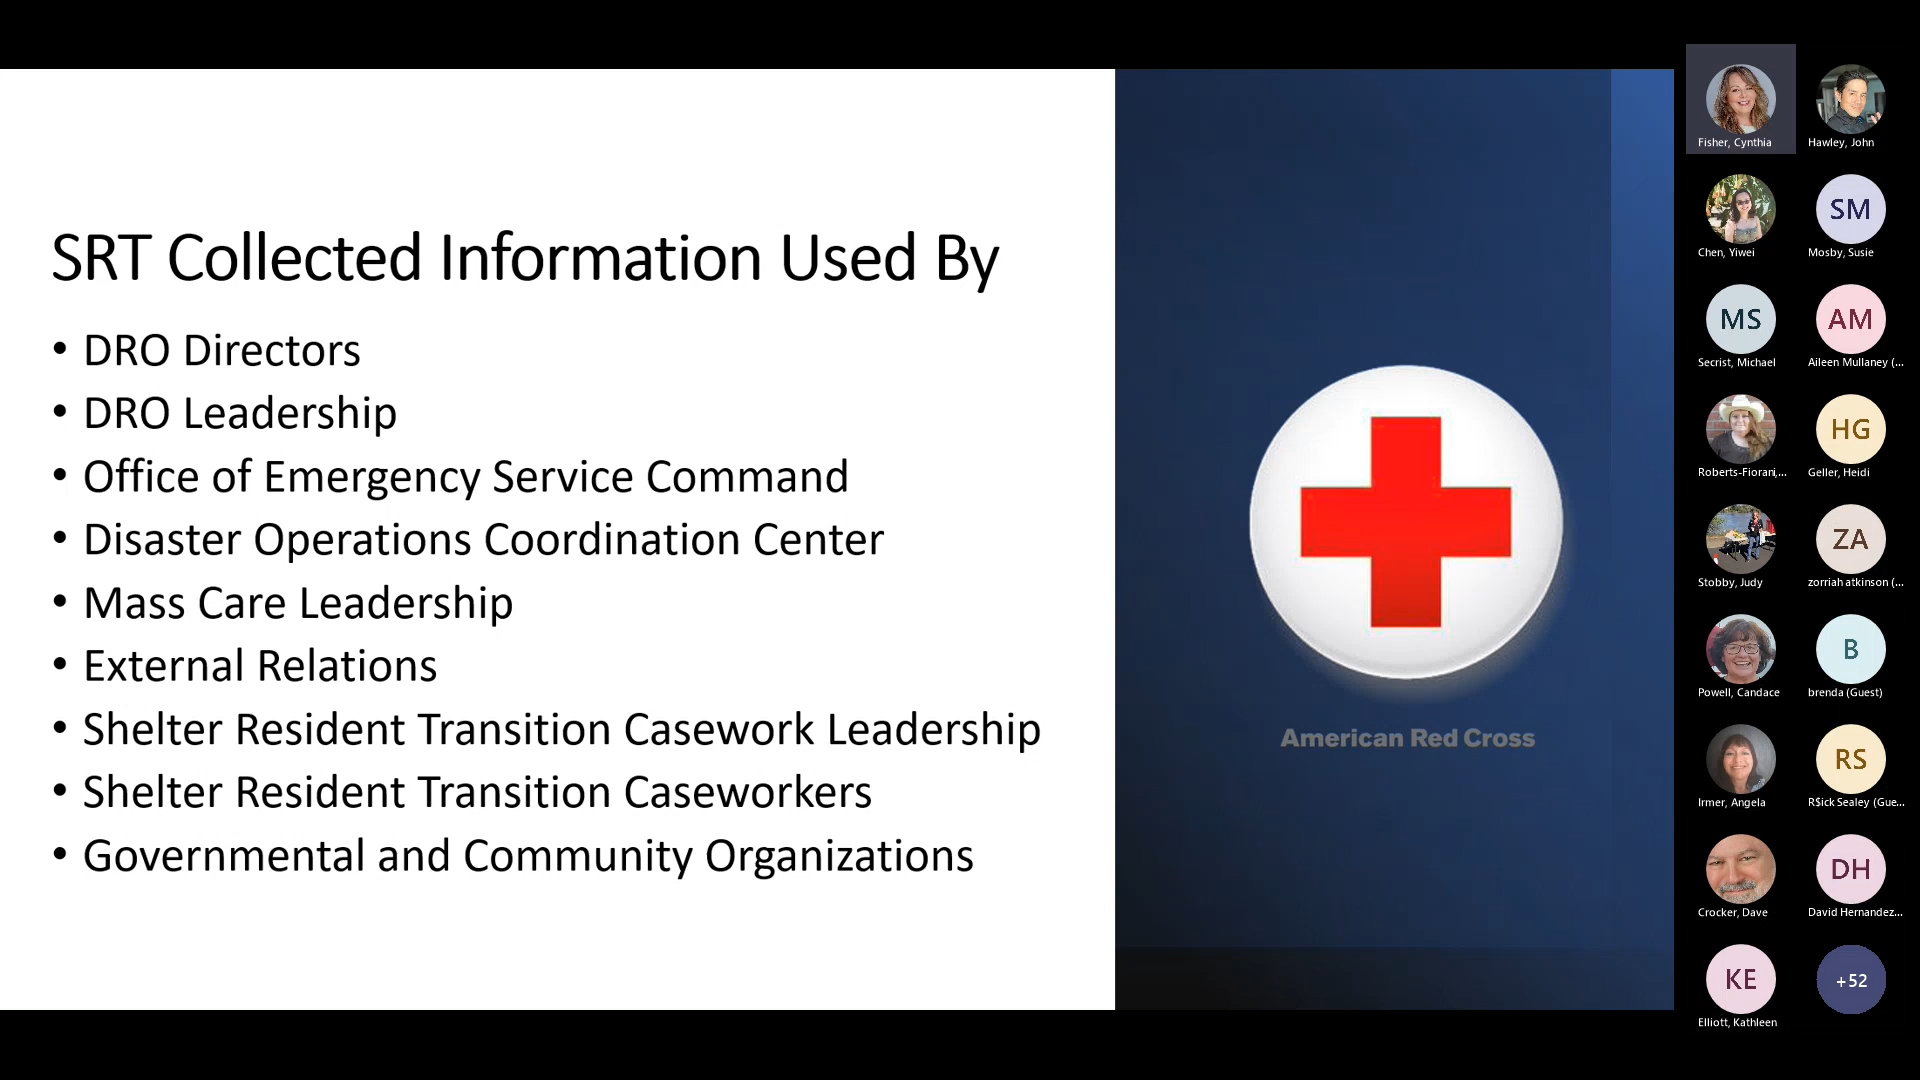 SRT Collected Information Used By
• DRO Directors
• DRO Leadership
• Office of Emergency Service Command
• Disaster Operations Coordination Center
• Mass Care Leadership
• External Relations
• Shelter Resident Transition Casework Leadership
• Shelter Resident Transition Caseworkers
• Governmental and Community Organizations
American Red Cross
Fisher, Cynthia
Hawley, John
Chen, Yiwei
SM
Mosby, Susie
MS
Secrist, Michael
AM
Aileen Mullaney (...
Roberts-Fiorani,...
HG
Geller, Heidi
Stobby, Judy
ZA
zorriah atkinson (...
Powell, Candace
B
brenda (Guest)
Irmer, Angela
RS
R$ick Sealey (Gue...
Crocker, Dave
DH
David Hernandez...
KE
Elliott, Kathleen
+52